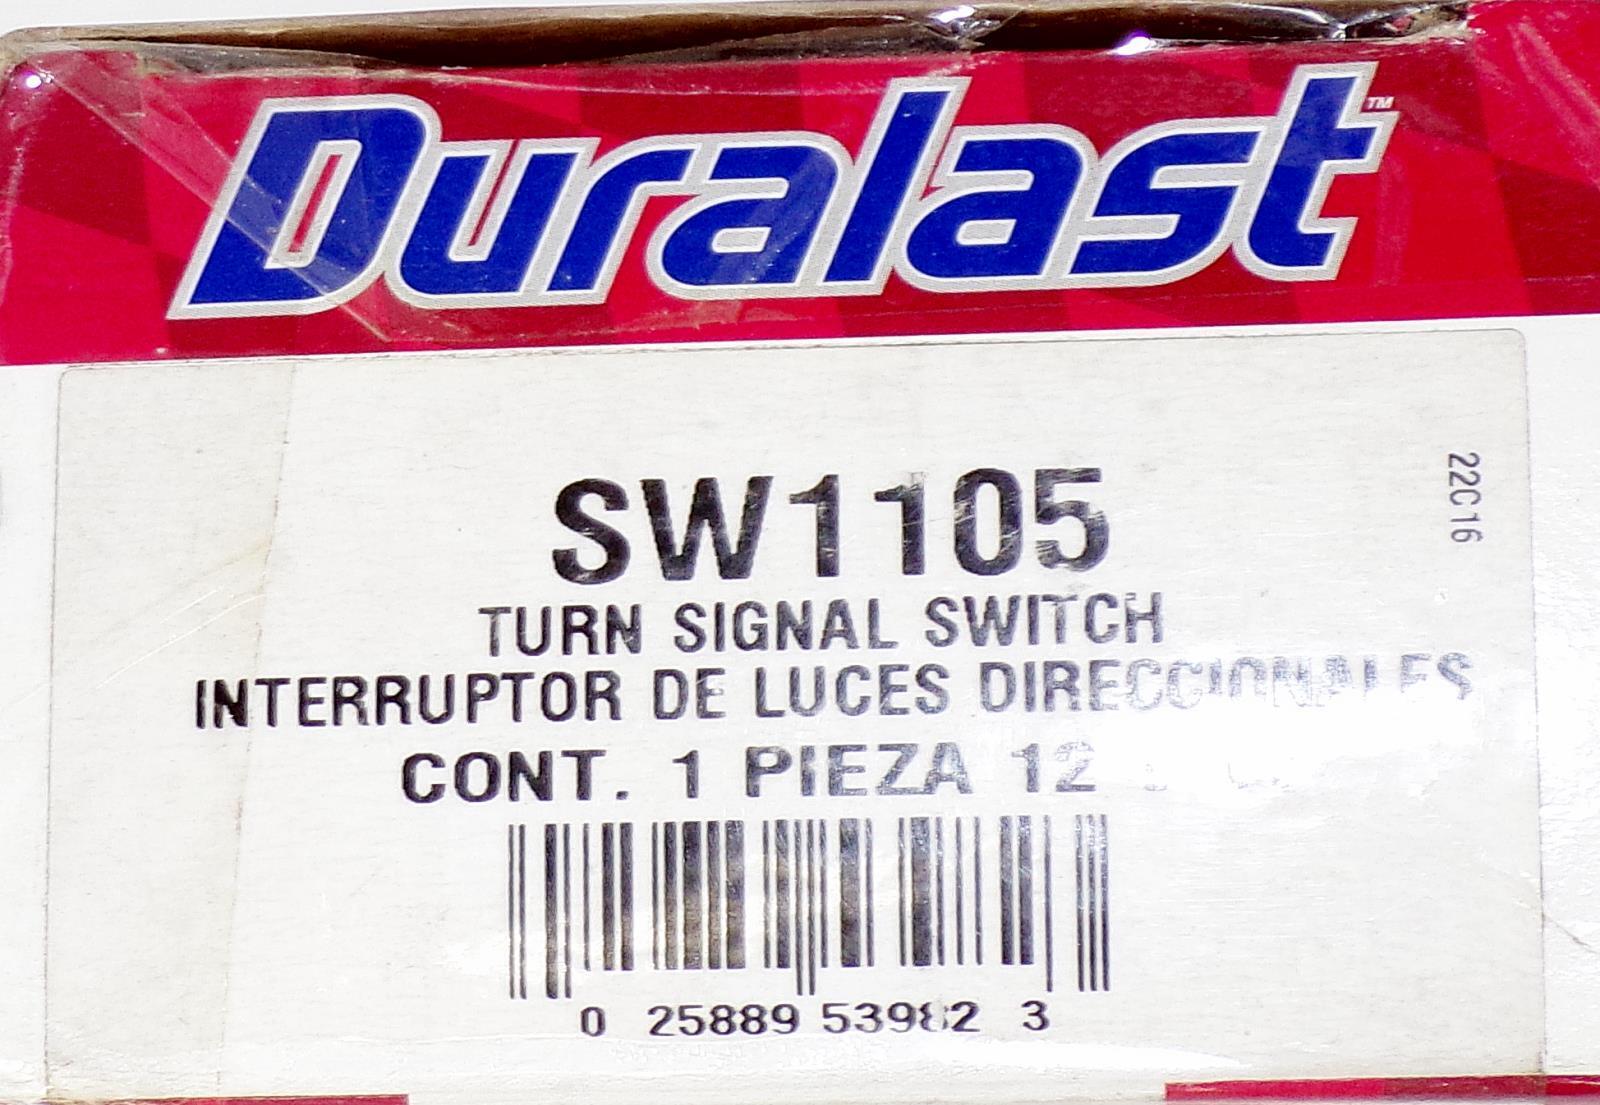 Duralast™
SW1105
22C16
TURN SIGNAL SWITCH
INTERRUPTOR DE LUCES DIRECCIONALES
CONT. 1 PIEZA 12
0 25889 53982 3